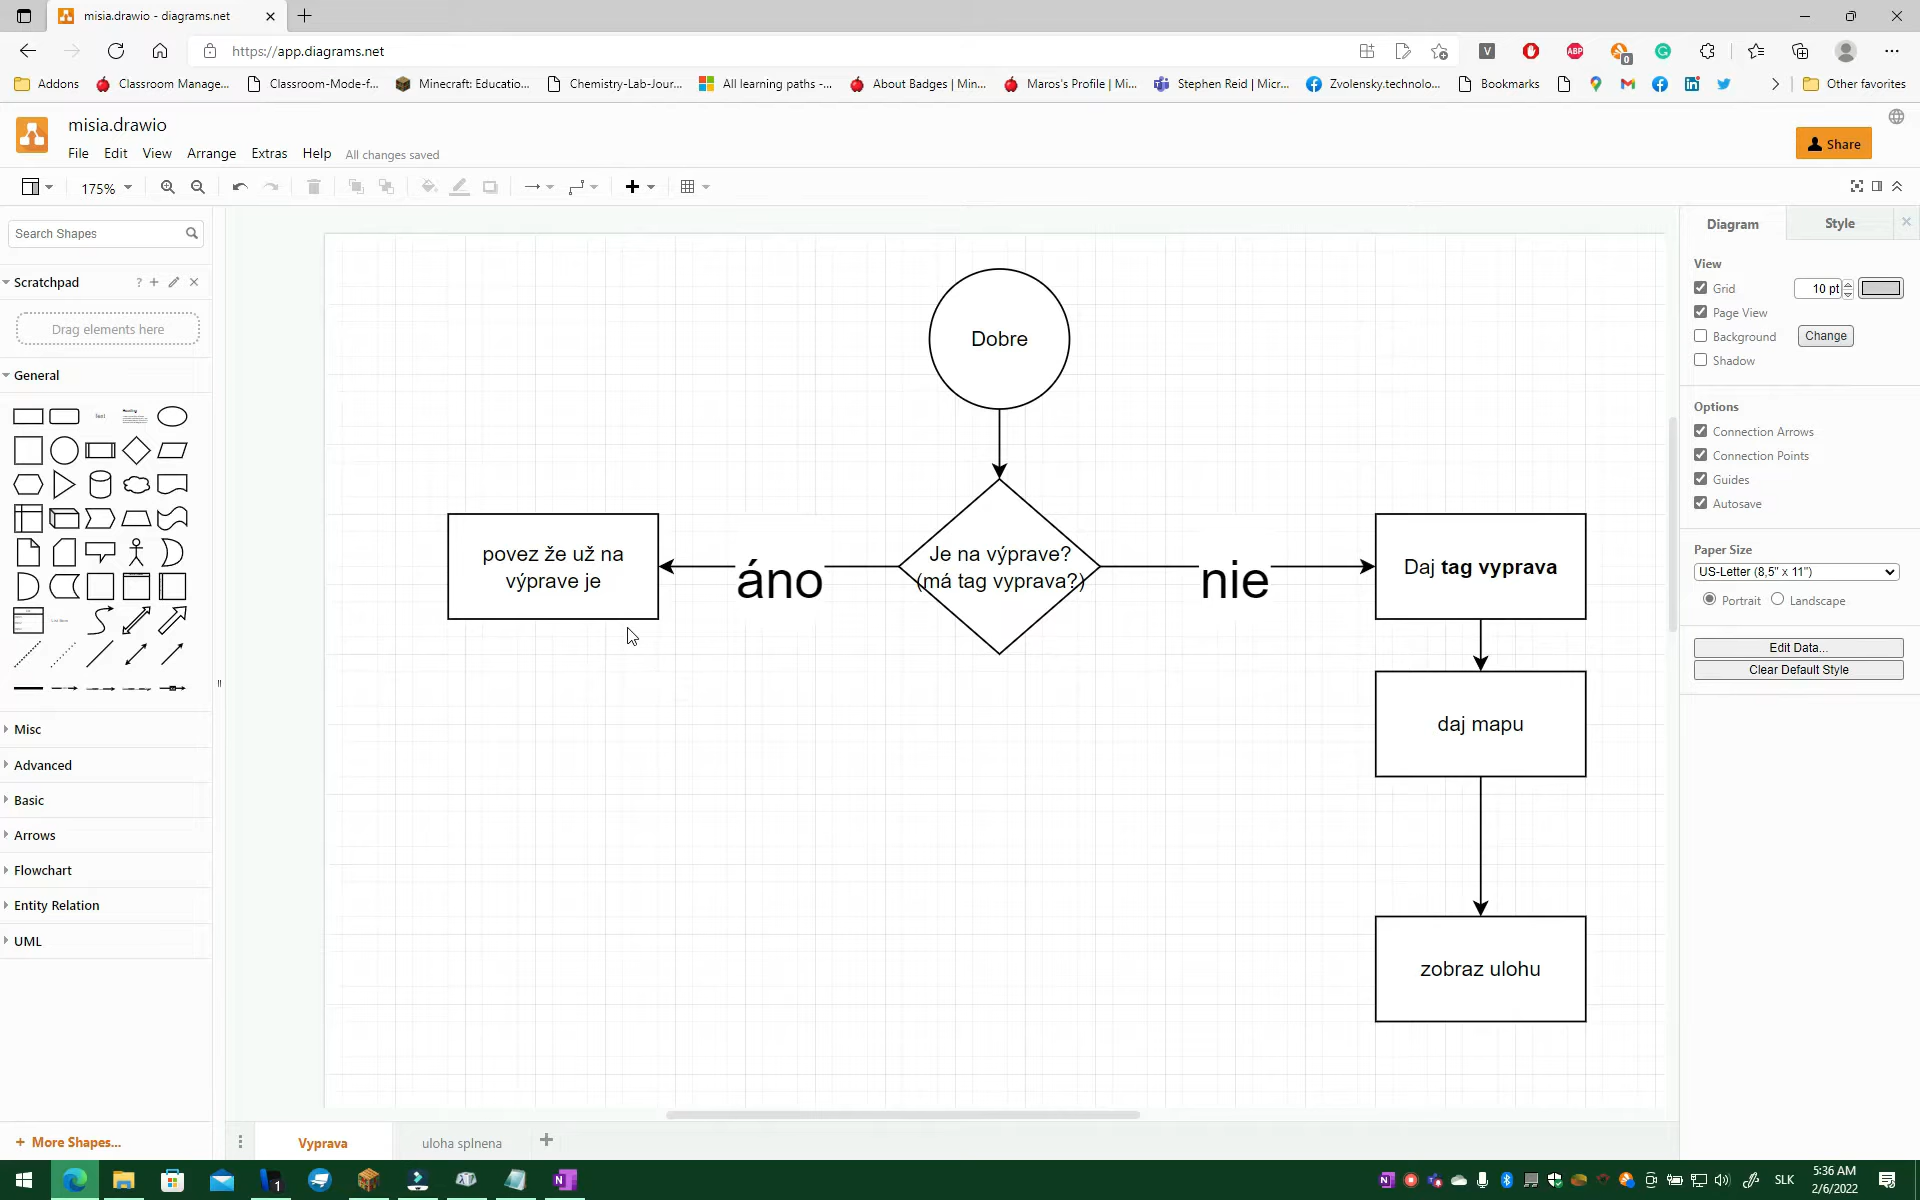 misia.drawio - diagrams.net
https://app.diagrams.net
Addons
Classroom Manage...
Classroom-Mode-f...
Minecraft: Educatio...
Chemistry-Lab-Jour...
All learning paths -...
About Badges | Min...
Maros's Profile | Mi...
Stephen Reid | Micr...
Zvolensky.technolo...
Bookmarks
Other favorites
misia.drawio
File Edit View Arrange Extras Help All changes saved
Share
175%
Search Shapes
Scratchpad
Drag elements here
General
Misc
Advanced
Basic
Arrows
Flowchart
Entity Relation
UML
+ More Shapes...
Dobre
povez že už na
výprave je
áno
Je na výprave?
(má tag vyprava?)
nie
Daj tag vyprava
daj mapu
zobraz ulohu
Diagram
Style
View
Grid
10 pt
Page View
Background
Change
Shadow
Options
Connection Arrows
Connection Points
Guides
Autosave
Paper Size
US-Letter (8,5" x 11")
Portrait Landscape
Edit Data...
Clear Default Style
Vyprava
uloha splnena
SLK
5:36 AM
2/6/2022